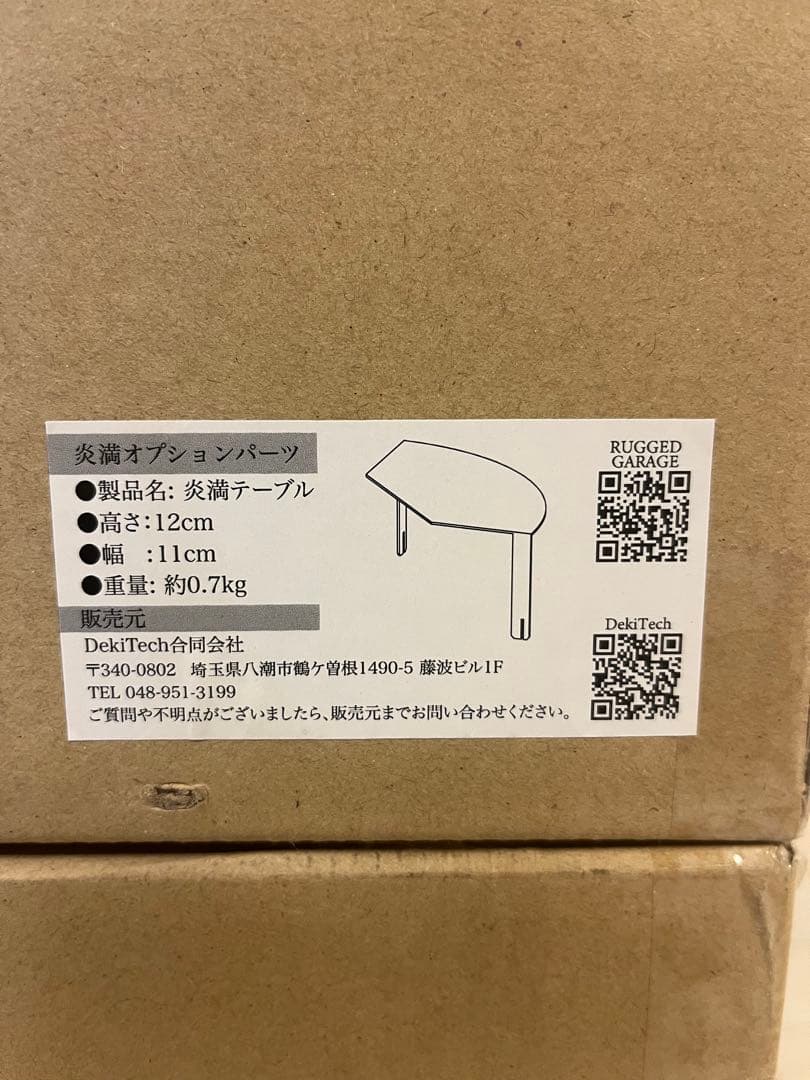 炎満オプションパーツ
●製品名: 炎満テーブル
●高さ:12cm
●幅 :11cm
●重量: 約0.7kg
販売元
DekiTech合同会社
〒340-0802 埼玉県八潮市鶴ケ曽根1490-5 藤波ビル1F
TEL 048-951-3199
ご質問や不明点がございましたら、販売元までお問い合わせください。
RUGGED
GARAGE
DekiTech